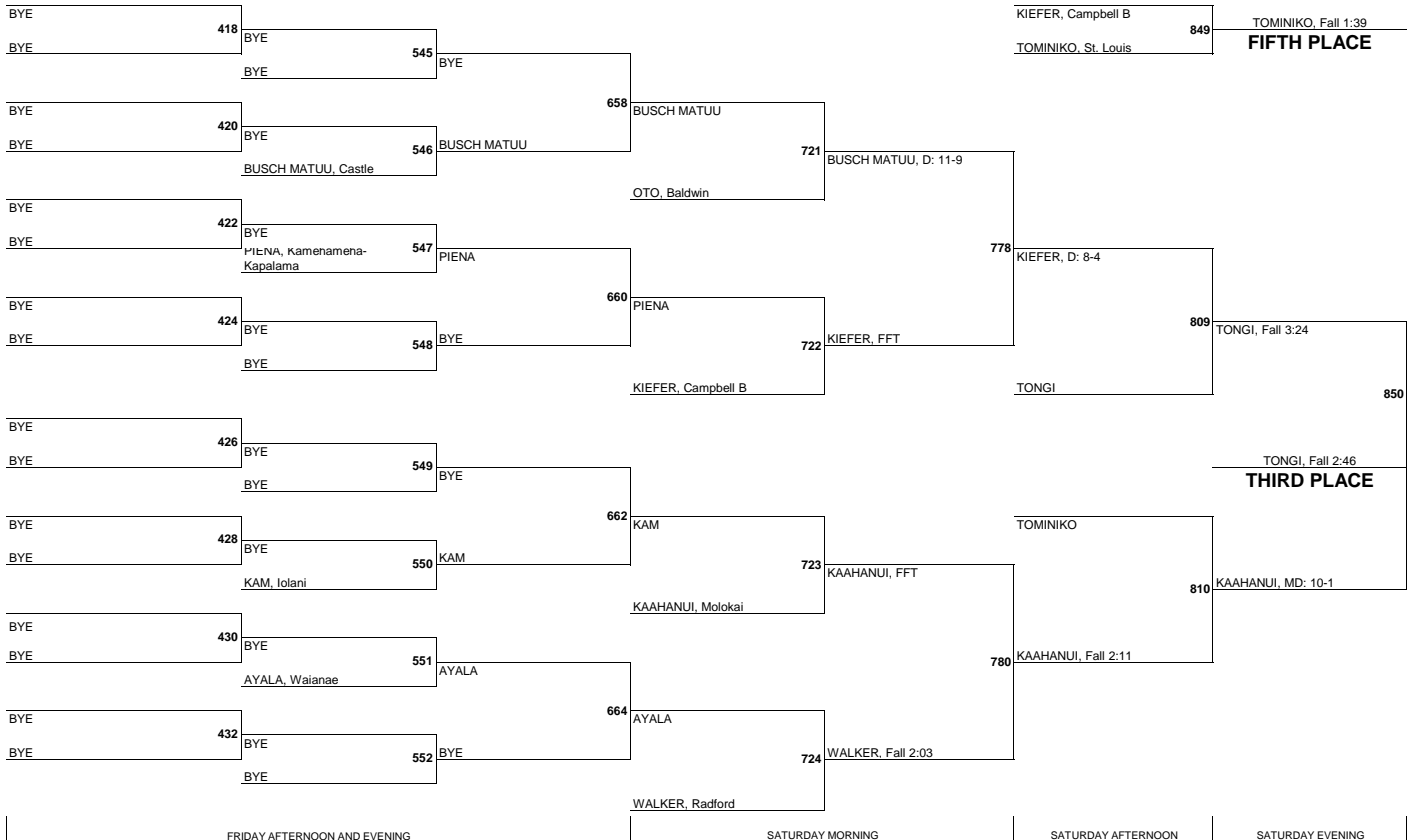 BYE
418
BYE
BYE
545
BYE
BYE
658
BUSCH MATUU
BYE
420
BYE
BYE
546
BUSCH MATUU
BUSCH MATUU, Castle
721
BUSCH MATUU, D: 11-9
OTO, Baldwin
BYE
422
BYE
BYE
547
PIENA
PIENA, Kamehameha-
Kapalama
778
KIEFER, D: 8-4
660
PIENA
BYE
424
BYE
BYE
548
BYE
BYE
722
KIEFER, FFT
KIEFER, Campbell B
809
TONGI, Fall 3:24
TONGI
850
BYE
426
BYE
BYE
549
BYE
BYE
662
KAM
BYE
428
BYE
BYE
550
KAM
KAM, Iolani
723
KAAHANUI, FFT
KAAHANUI, Molokai
BYE
430
BYE
BYE
551
AYALA
AYALA, Waianae
780
KAAHANUI, Fall 2:11
664
AYALA
BYE
432
BYE
BYE
552
BYE
BYE
724
WALKER, Fall 2:03
WALKER, Radford
TOMINIKO
810
KAAHANUI, MD: 10-1
TONGI, Fall 2:46
THIRD PLACE
KIEFER, Campbell B
849
TOMINIKO, St. Louis
TOMINIKO, Fall 1:39
FIFTH PLACE
FRIDAY AFTERNOON AND EVENING
SATURDAY MORNING
SATURDAY AFTERNOON
SATURDAY EVENING